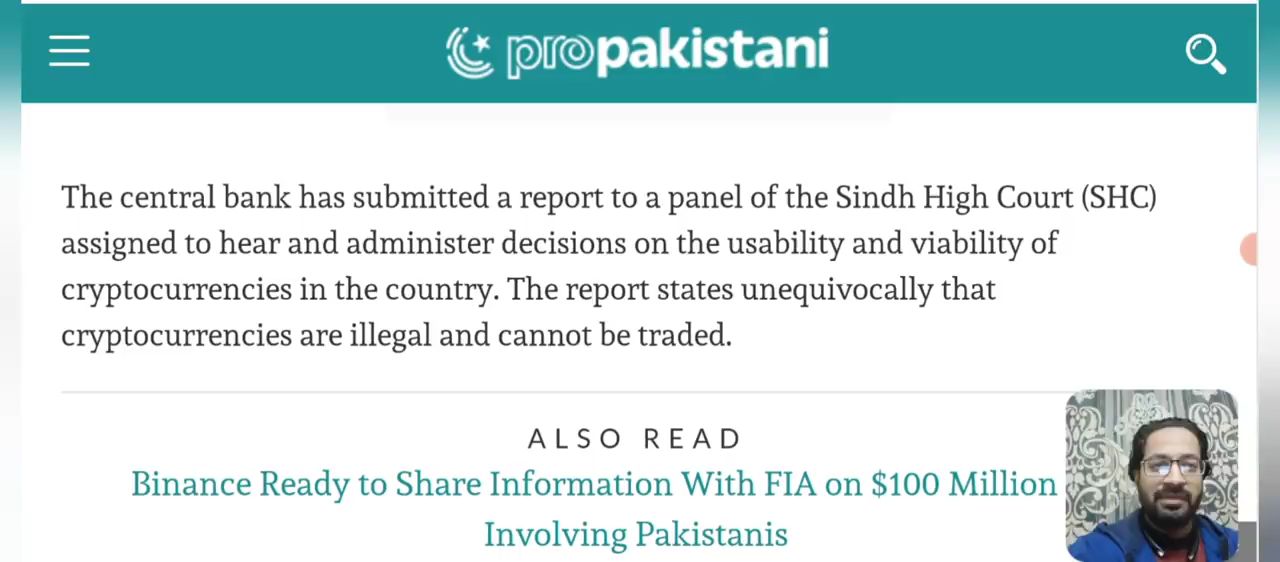 propakistani
The central bank has submitted a report to a panel of the Sindh High Court (SHC)
assigned to hear and administer decisions on the usability and viability of
cryptocurrencies in the country. The report states unequivocally that
cryptocurrencies are illegal and cannot be traded.
ALSO READ
Binance Ready to Share Information With FIA on $100 Million
Involving Pakistanis